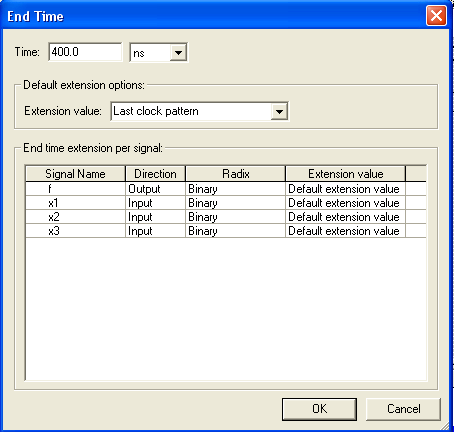 End Time
Time: 400.0 ns
Default extension options:
Extension value: Last clock pattern
End time extension per signal:
Signal Name Direction Radix Extension value
f Output Binary Default extension value
x1 Input Binary Default extension value
x2 Input Binary Default extension value
x3 Input Binary Default extension value
OK Cancel